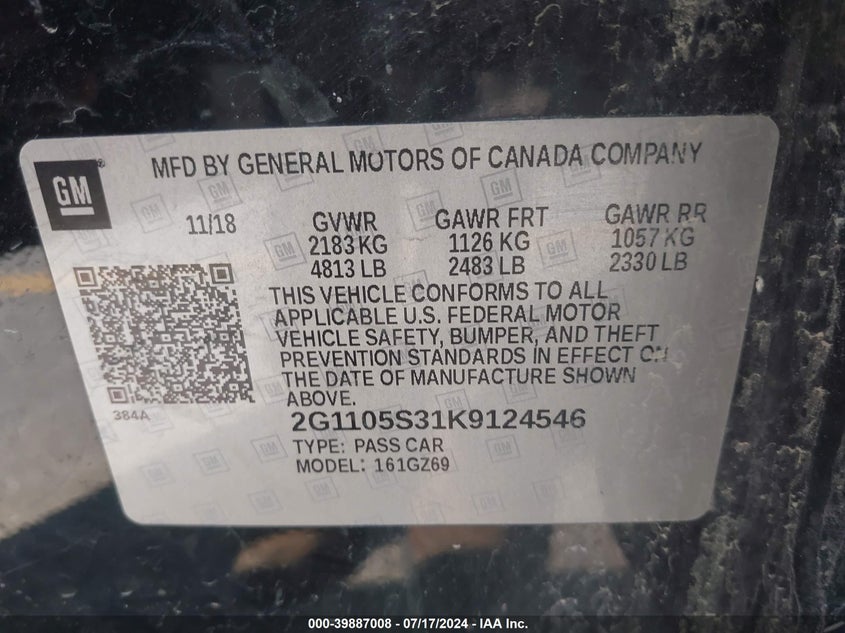 GM
MFD BY GENERAL MOTORS OF CANADA COMPANY
11/18 GVWR GAWR FRT GAWR RR
2183 KG 1126 KG 1057 KG
4813 LB 2483 LB 2330 LB
THIS VEHICLE CONFORMS TO ALL
APPLICABLE U.S. FEDERAL MOTOR
VEHICLE SAFETY, BUMPER, AND THEFT
PREVENTION STANDARDS IN EFFECT ON
THE DATE OF MANUFACTURE SHOWN
ABOVE.
384A
2G1105S31K9124546
TYPE: PASS CAR
MODEL: 161GZ69
000-39887008 - 07/17/2024 - IAA Inc.